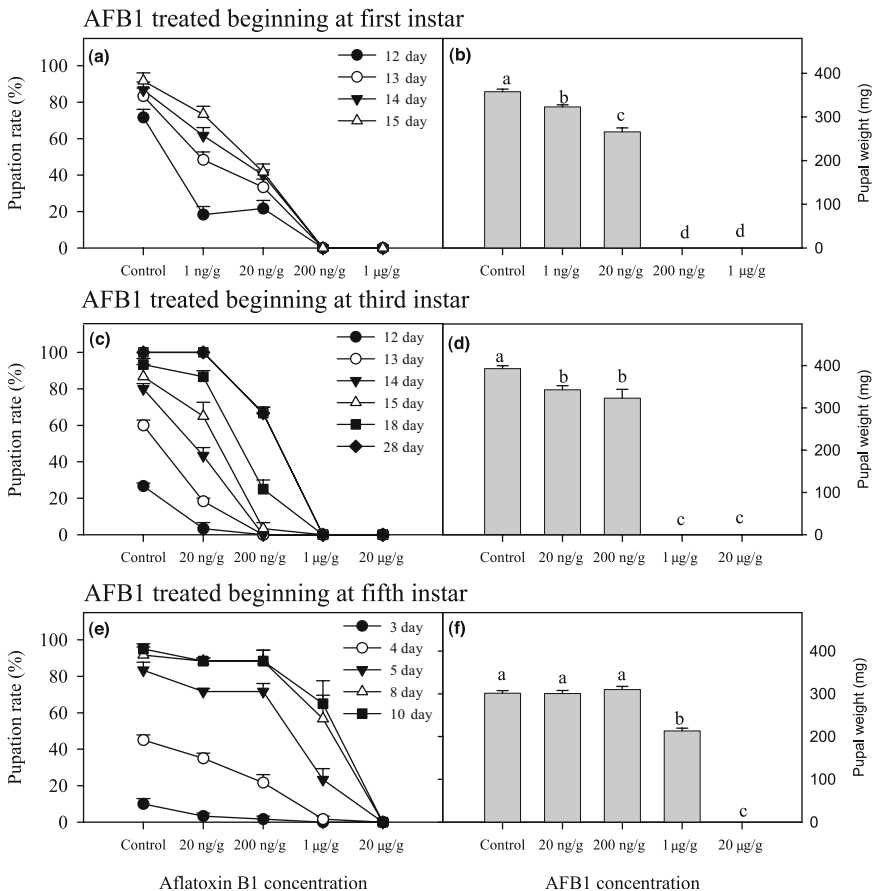 AFB1 treated beginning at first instar
(a)
12 day
13 day
14 day
15 day
Pupation rate (%)
100
80
60
40
20
0
Control 1 ng/g 20 ng/g 200 ng/g 1 µg/g
(b)
a
b
c
d
d
400
300
200
100
0
Pupal weight (mg)
Control 1 ng/g 20 ng/g 200 ng/g 1 µg/g
AFB1 treated beginning at third instar
(c)
12 day
13 day
14 day
15 day
18 day
28 day
Pupation rate (%)
100
80
60
40
20
0
Control 20 ng/g 200 ng/g 1 µg/g 20 µg/g
(d)
a
b
b
c
c
400
300
200
100
0
Pupal weight (mg)
Control 20 ng/g 200 ng/g 1 µg/g 20 µg/g
AFB1 treated beginning at fifth instar
(e)
3 day
4 day
5 day
8 day
10 day
Pupation rate (%)
100
80
60
40
20
0
Control 20 ng/g 200 ng/g 1 µg/g 20 µg/g
Aflatoxin B1 concentration
(f)
a
a
a
b
c
400
300
200
100
0
Pupal weight (mg)
Control 20 ng/g 200 ng/g 1 µg/g 20 µg/g
AFB1 concentration